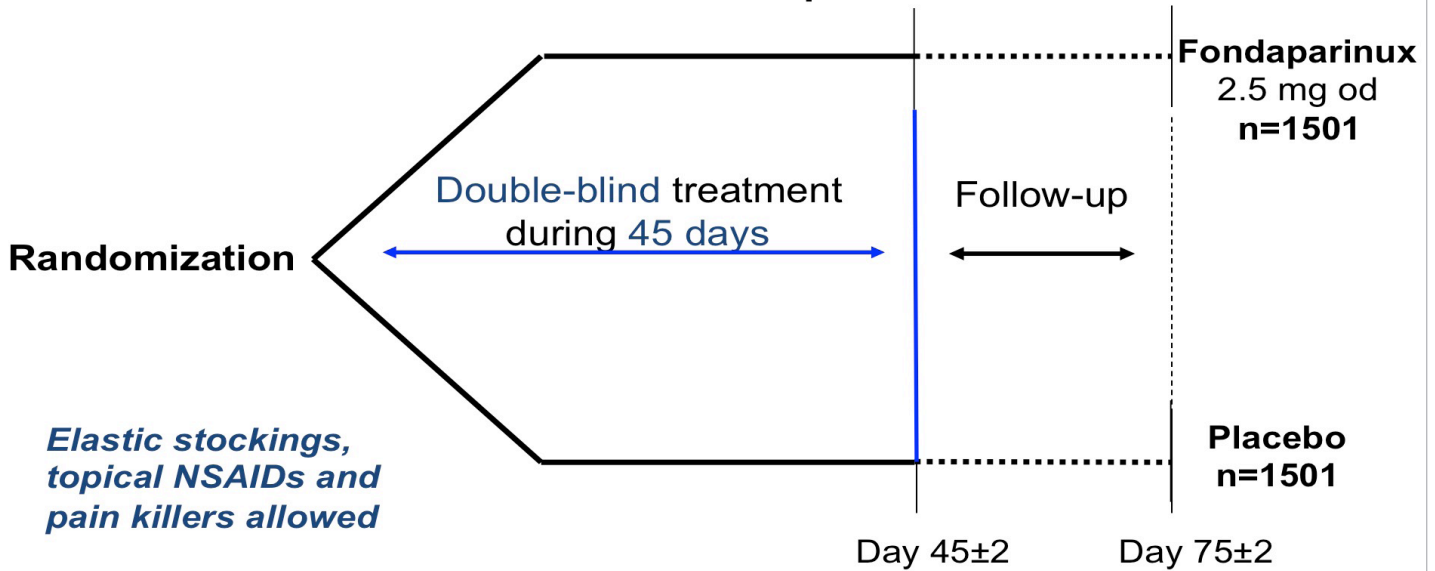 Fondaparinux
2.5 mg od
n=1501
Double-blind treatment
during 45 days
Follow-up
Randomization
Elastic stockings,
topical NSAIDs and
pain killers allowed
Placebo
n=1501
Day 45±2
Day 75±2